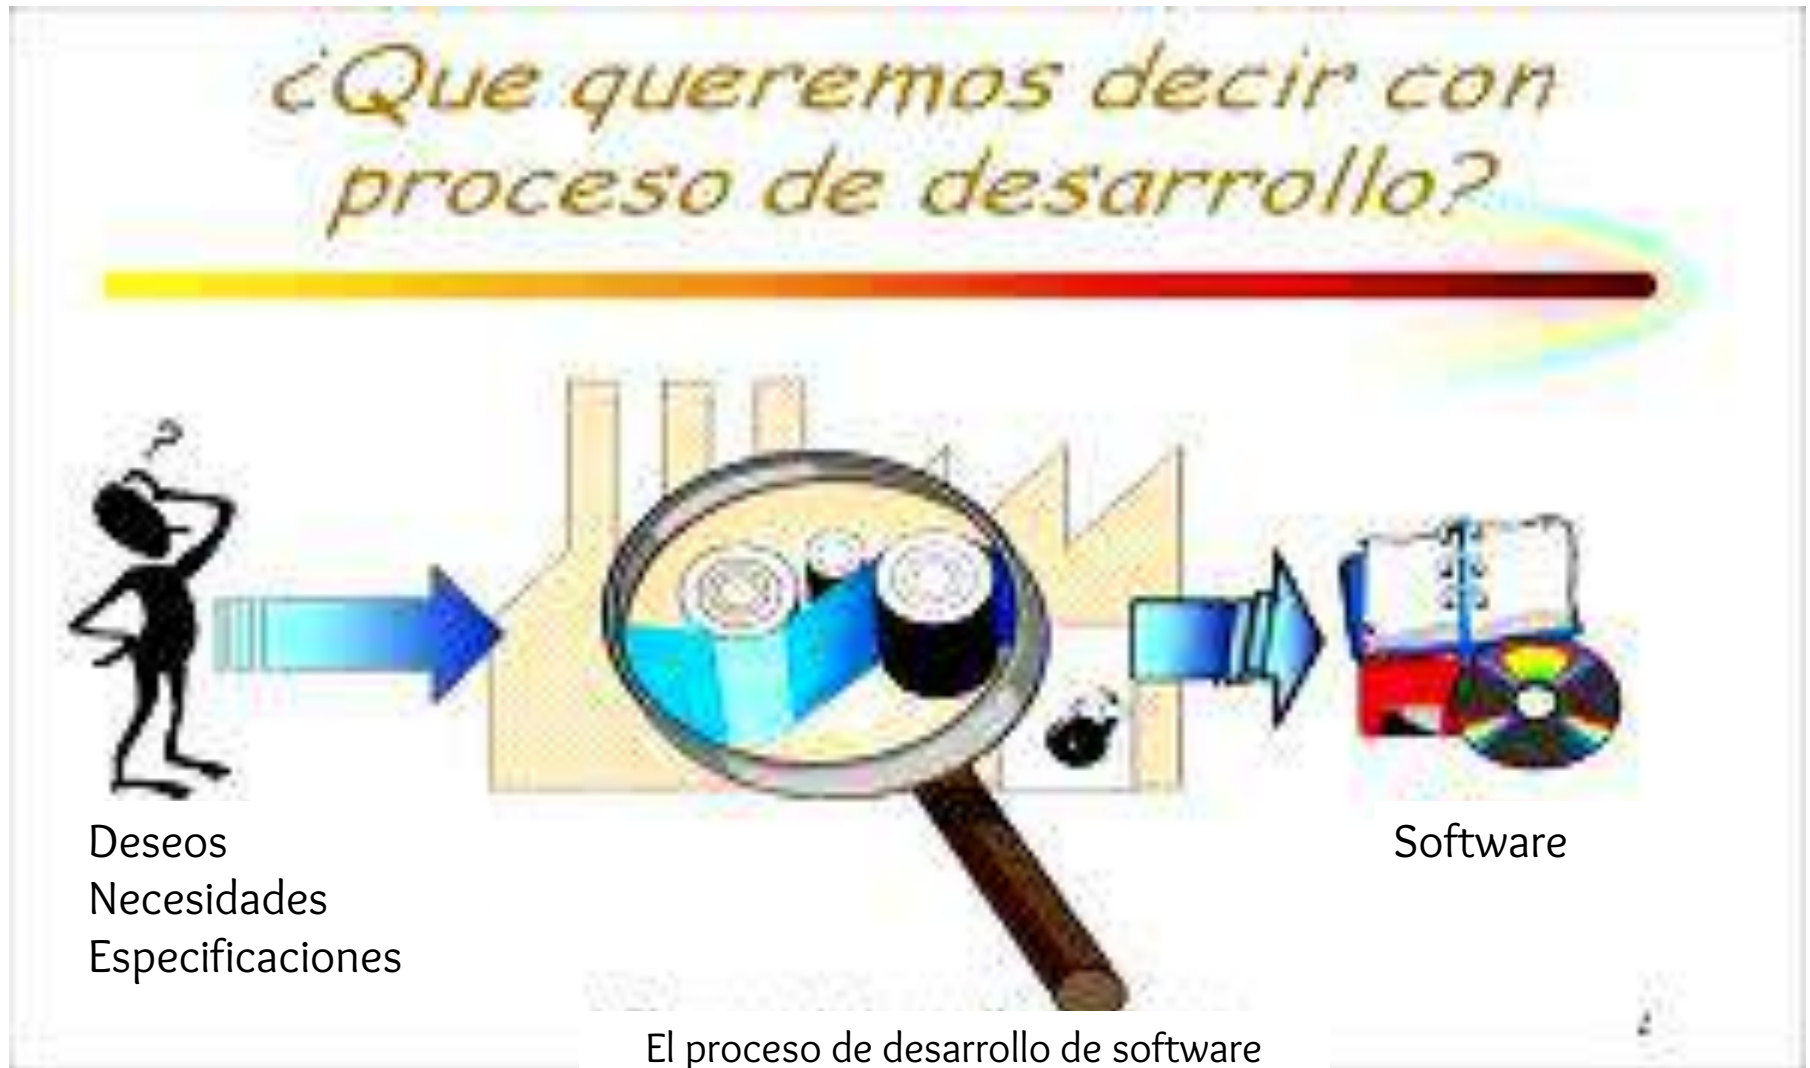 ¿Que queremos decir con
proceso de desarrollo?
?
Deseos
Necesidades
Especificaciones
Software
El proceso de desarrollo de software